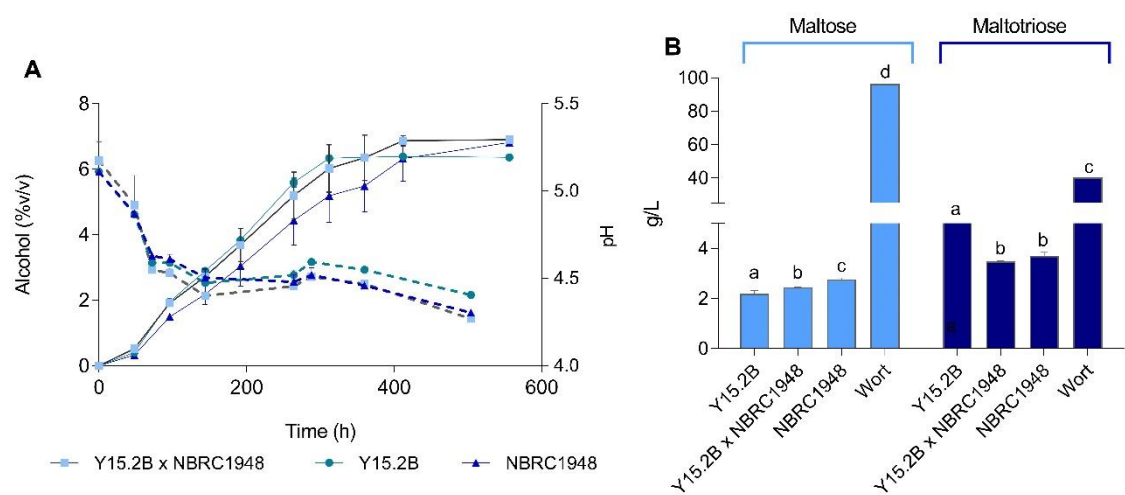 A
8
6
4
2
0
Alcohol (%v/v)
5.5
5.0
4.5
4.0
pH
0
200
400
600
Time (h)
Y15.2B x NBRC1948
Y15.2B
NBRC1948
B
Maltose
Maltotriose
100
80
60
40
4
2
0
g/L
a
b
c
d
a
b
b
c
a
Y15.2B
Y15.2B x NBRC1948
NBRC1948
Wort
Y15.2B
Y15.2B x NBRC1948
NBRC1948
Wort